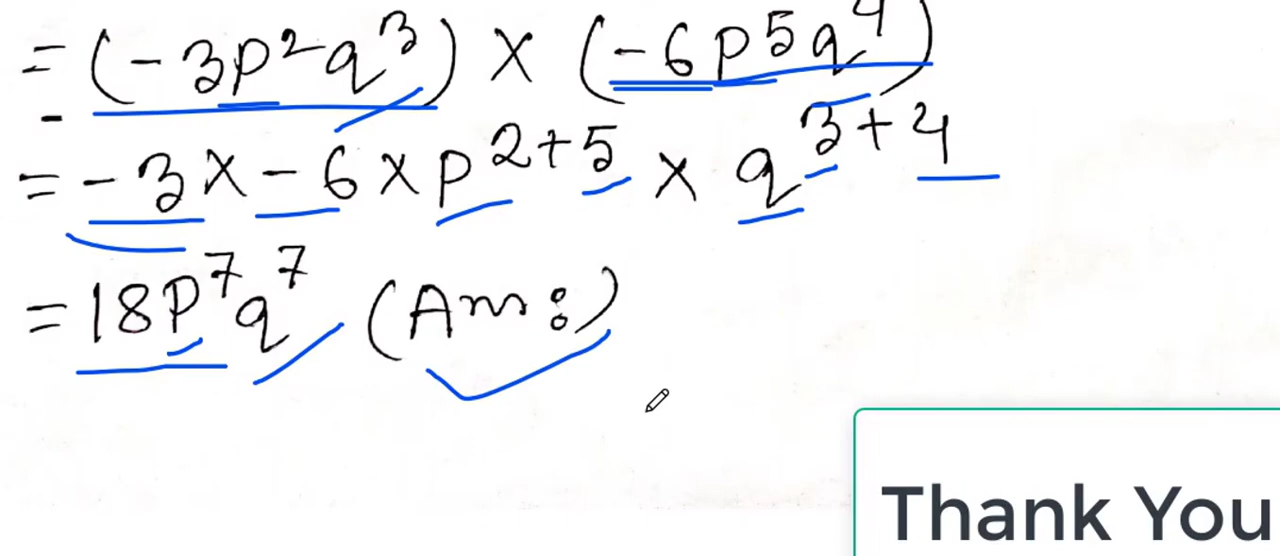 = (-3p²q³) × (-6p⁵q⁴)
= -3 × -6 × p²⁺⁵ × q³⁺⁴
= 18p⁷q⁷ (Ans:)
Thank You